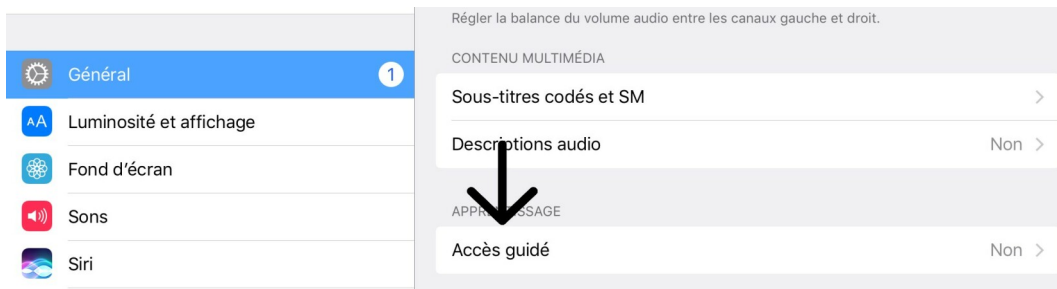 Régler la balance du volume audio entre les canaux gauche et droit.
Général 1
Luminosité et affichage
Fond d'écran
Sons
Siri
CONTENU MULTIMÉDIA
Sous-titres codés et SM
Descriptions audio Non
APPRENTISSAGE
Accès guidé Non